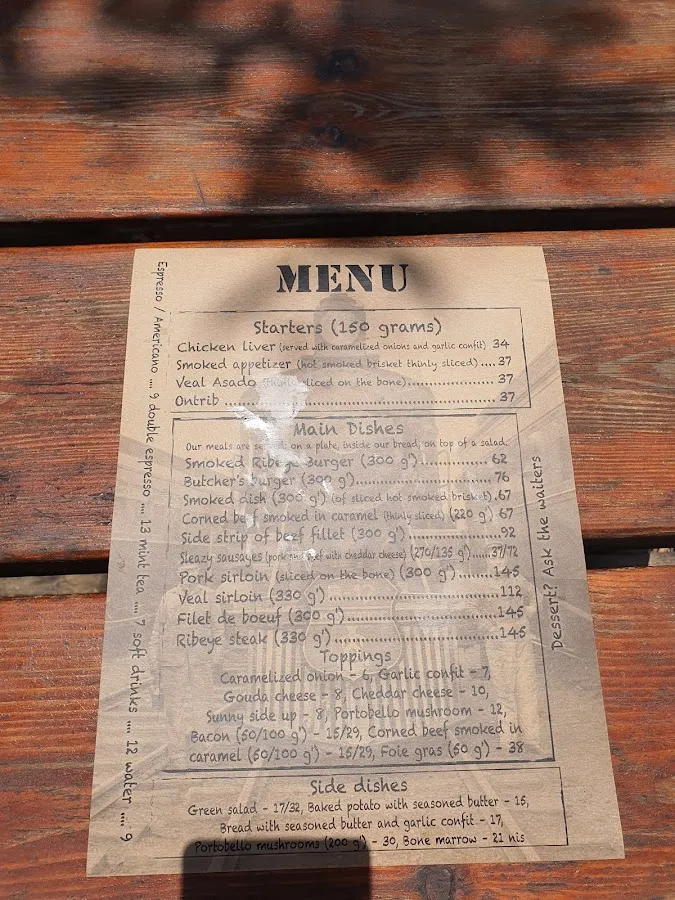 MENU
Starters (150 grams)
Chicken liver (served with caramelized onions and garlic confit) 34
Smoked appetizer (hot smoked brisket thinly sliced).... 37
Veal Asado (thinly sliced on the bone)........................ 37
Ontrib ................................................................ 37
Main Dishes
Our meals are served: on a plate, inside our bread, on top of a salad.
Smoked Ribeye Burger (300 g')................ 62
Butcher's burger (300 g')............................. 76
Smoked dish (300 g') (of sliced hot smoked brisket).67
Corned beef smoked in caramel (thinly sliced) (220 g') 67
Side strip of beef fillet (300 g') .....................92
Sleazy sausages (pork and beef with cheddar cheese) (270/135 g')......37/72
Pork sirloin (sliced on the bone) (300 g') ........145
Veal sirloin (330 g')......................................... 112
Filet de boeuf (300 g')....................................145
Ribeye steak (330 g').......................................145
Toppings
Caramelized onion - 6, Garlic confit - 7,
Gouda cheese - 8, Cheddar cheese - 10,
Sunny side up - 8, Portobello mushroom - 12,
Bacon (50/100 g') - 15/29, Corned beef smoked in
caramel (50/100 g') - 15/29, Foie gras (60 g') - 38
Side dishes
Green salad - 17/32, Baked potato with seasoned butter - 15,
Bread with seasoned butter and garlic confit - 17,
Portobello mushrooms (200 g') - 30, Bone marrow - 21 nis
Espresso / Americano .... 9 double espresso .... 13 mint tea .... 7 soft drinks .... 12 water .... 9
Dessert? Ask the waiters